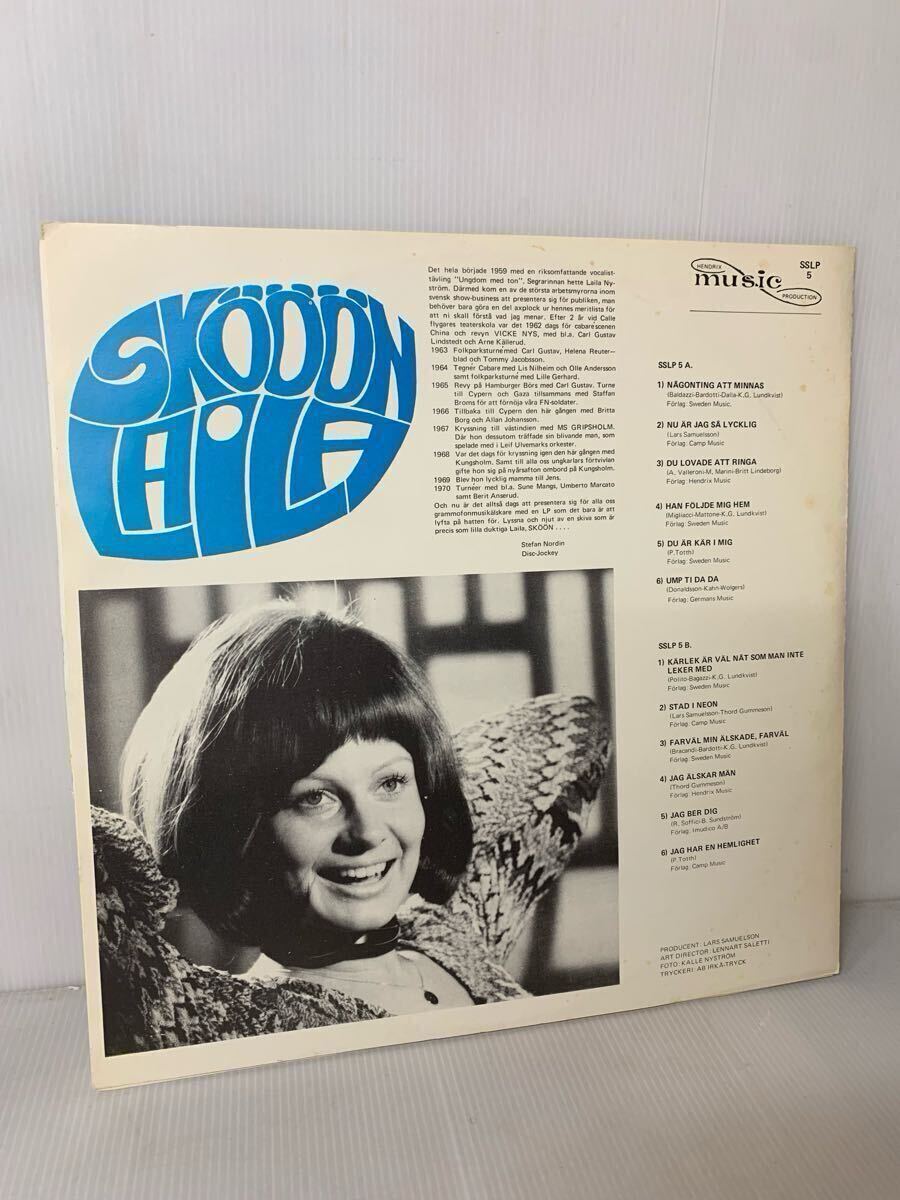 SKÖÖÖN
LAILA
Det hela började 1959 med en riksomfattande vocalist-
tävling "Ungdom med ton". Segrarinnan hette Laila Ny-
ström. Därmed kom en av de största arbetsmyrorna inom
svensk show-business att presentera sig för publiken, man
behöver bara göra en del axplock ur hennes meritlista för
att ni skall förstå vad jag menar. Efter 2 år vid Calle
flygares teaterskola var det 1962 dags för cabarescenen
China och revyn VICKE NYS, med bl.a. Carl Gustav
Lindstedt och Arne Källerud.
1963 Folkparksturnémed Carl Gustav, Helena Reuter-
blad och Tommy Jacobsson.
1964 Tegnér Cabare med Lis Nilheim och Olle Andersson
samt folkparksturné med Lille Gerhard.
1965 Revy på Hamburger Börs med Carl Gustav. Turne
till Cypern och Gaza tillsammans med Staffan
Broms för att förnöja våra FN-soldater.
1966 Tillbaka till Cypern den här gången med Britta
Borg och Allan Johansson.
1967 Kryssning till västindien med MS GRIPSHOLM.
Där hon dessutom träffade sin blivande man, som
spelade med i Leif Ulvemarks orkester.
1968 Var det dags för kryssning igen den här gången med
Kungsholm. Samt till alla oss ungkarlars förtvivlan
gifte hon sig på nyårsafton ombord på Kungsholm.
1969 Blev hon lycklig mamma till Jens.
1970 Turnéer med bl.a. Sune Mangs, Umberto Marcato
samt Berit Anserud.
Och nu är det alltså dags att presentera sig för alla oss
grammofonmusikälskare med en LP som det bara är att
lyfta på hatten för. Lyssna och njut av en skiva som är
precis som lilla duktiga Laila, SKÖÖN ....
Stefan Nordin
Disc-Jockey
HENDRIX
music
PRODUCTION
SSLP
5
SSLP 5 A.
1) NÅGONTING ATT MINNAS
(Baldazzi-Bardotti-Dalla-K.G. Lundkvist)
Förlag: Sweden Music.
2) NU ÄR JAG SÅ LYCKLIG
(Lars Samuelsson)
Förlag: Camp Music
3) DU LOVADE ATT RINGA
(A. Valleroni-M, Marini-Britt Lindeborg)
Förlag: Hendrix Music
4) HAN FÖLJDE MIG HEM
(Migliacci-Mattone-K.G. Lundkvist)
Förlag: Sweden Music
5) DU ÄR KÄR I MIG
(P.Totth)
Förlag: Sweden Music
6) UMP TI DA DA
(Donaldsson-Kahn-Wolgers)
Förlag: Germans Music
SSLP 5 B.
1) KÄRLEK ÄR VÄL NÅT SOM MAN INTE
LEKER MED
(Polito-Bagazzi-K.G. Lundkvist)
Förlag: Sweden Music
2) STAD I NEON
(Lars Samuelsson-Thord Gummeson)
Förlag: Camp Music
3) FARVÄL MIN ÄLSKADE, FARVÄL
(Bracandi-Bardotti-K.G. Lundkvist)
Förlag: Sweden Music
4) JAG ÄLSKAR MÄN
(Thord Gummeson)
Förlag: Hendrix Music
5) JAG BER DIG
(R. Soffici-B. Sundström)
Förlag: Imudico A/B
6) JAG HAR EN HEMLIGHET
(P.Totth)
Förlag: Camp Music
PRODUCENT: LARS SAMUELSON
ART DIRECTOR: LENNART SALETTI
FOTO: KALLE NYSTRÖM
TRYCKERI: AB IRKA-TRYCK